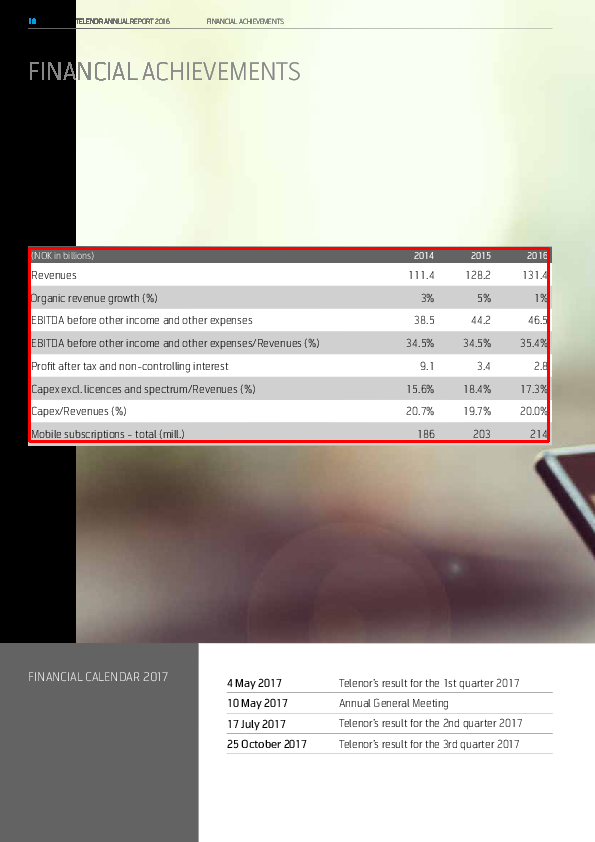 18 TELENOR ANNUAL REPORT 2016 FINANCIAL ACHIEVEMENTS
FINANCIAL ACHIEVEMENTS
(NOK in billions) 2014 2015 2016
Revenues 111.4 128.2 131.4
Organic revenue growth (%) 3% 5% 1%
EBITDA before other income and other expenses 38.5 44.2 46.5
EBITDA before other income and other expenses/Revenues (%) 34.5% 34.5% 35.4%
Profit after tax and non-controlling interest 9.1 3.4 2.8
Capex excl. licences and spectrum/Revenues (%) 15.6% 18.4% 17.3%
Capex/Revenues (%) 20.7% 19.7% 20.0%
Mobile subscriptions – total (mill.) 186 203 214
FINANCIAL CALENDAR 2017
4 May 2017 Telenor's result for the 1st quarter 2017
10 May 2017 Annual General Meeting
17 July 2017 Telenor's result for the 2nd quarter 2017
25 October 2017 Telenor's result for the 3rd quarter 2017